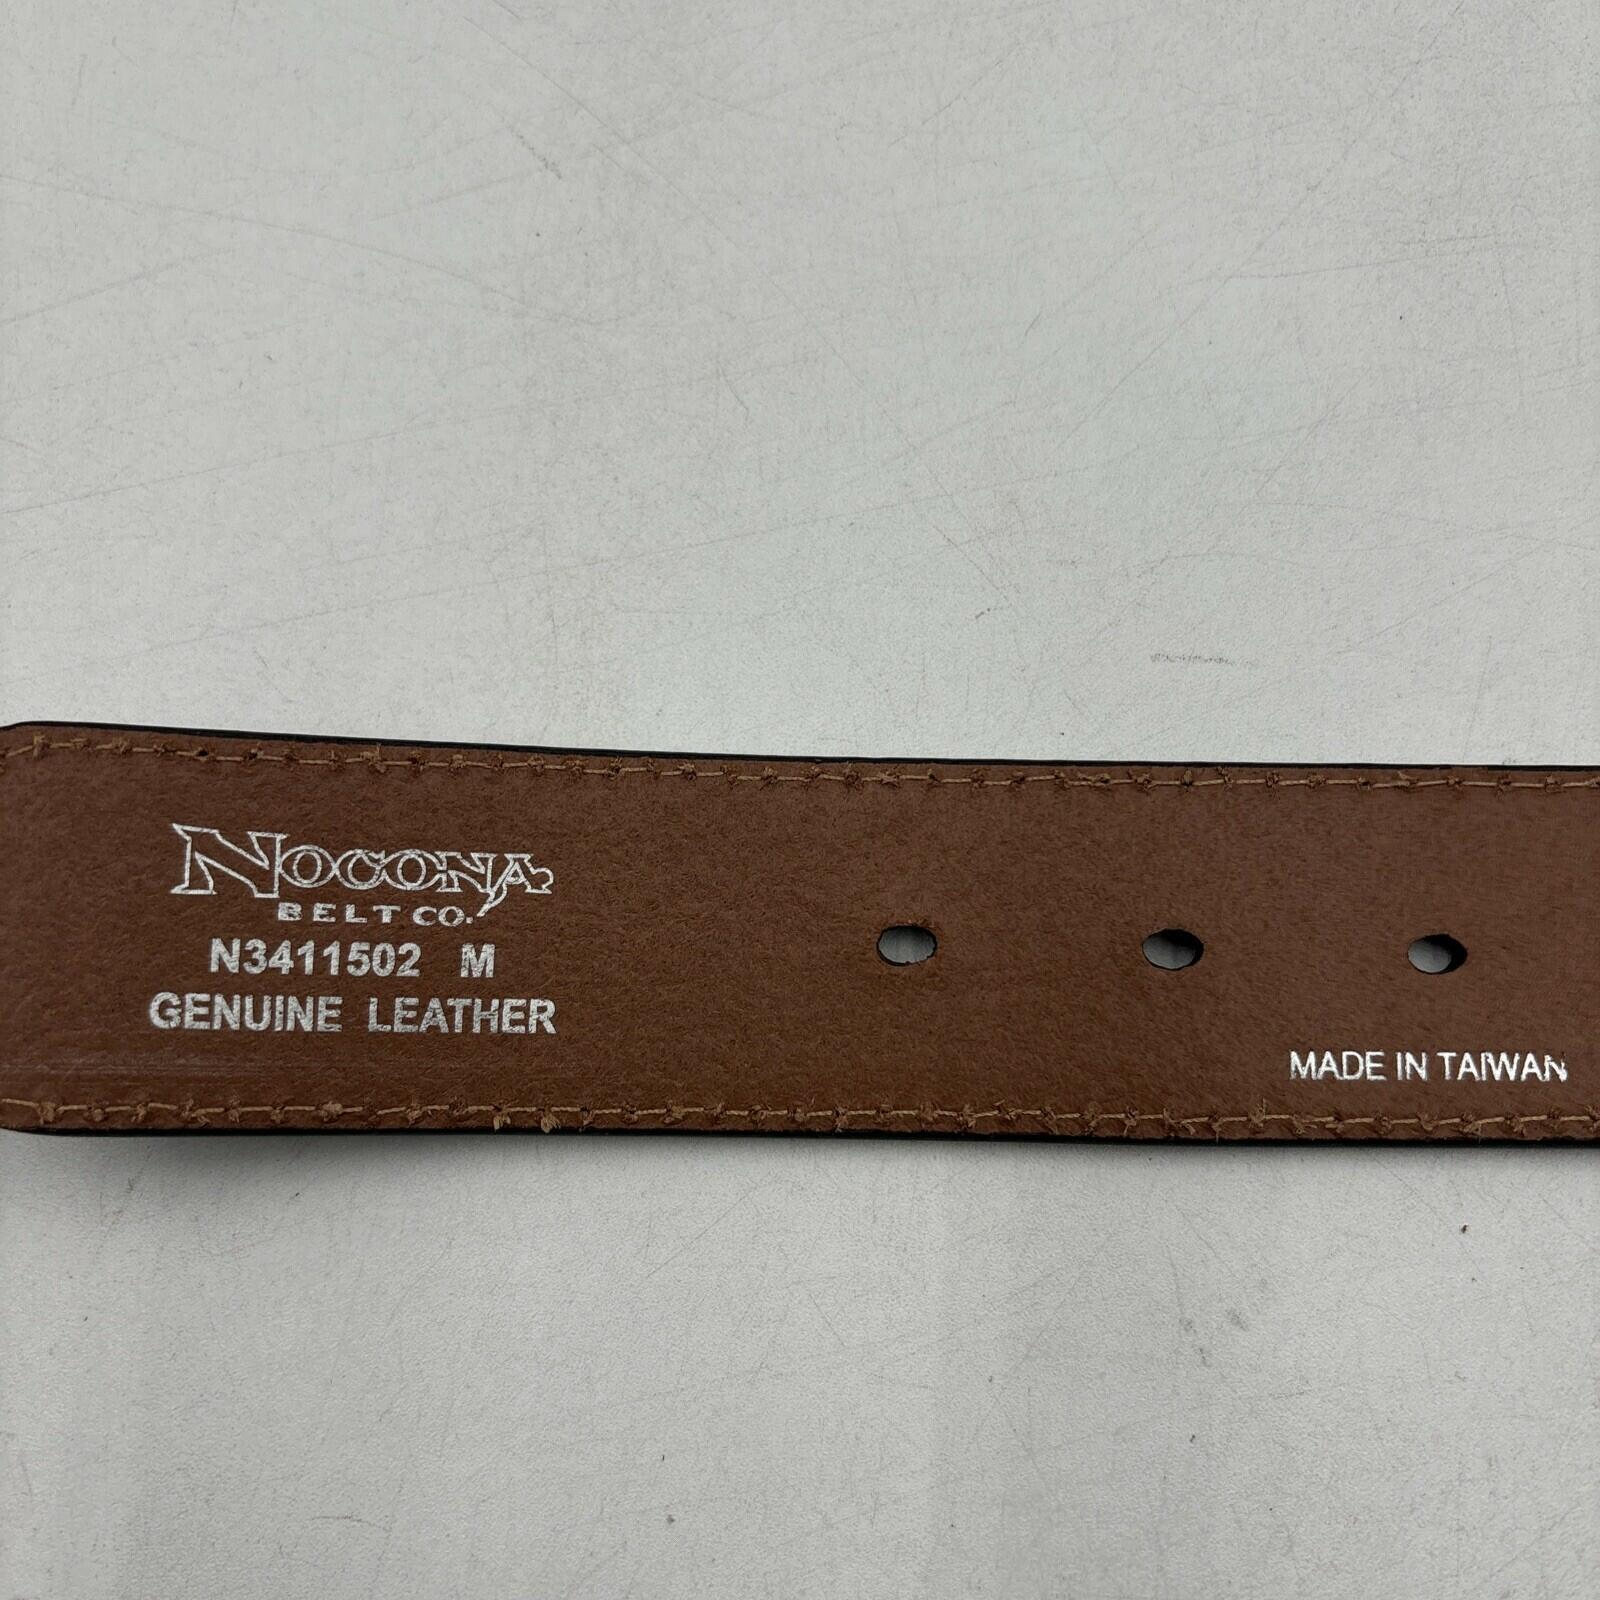 NOCONA
BELT CO.
N3411502 M
GENUINE LEATHER
MADE IN TAIWAN